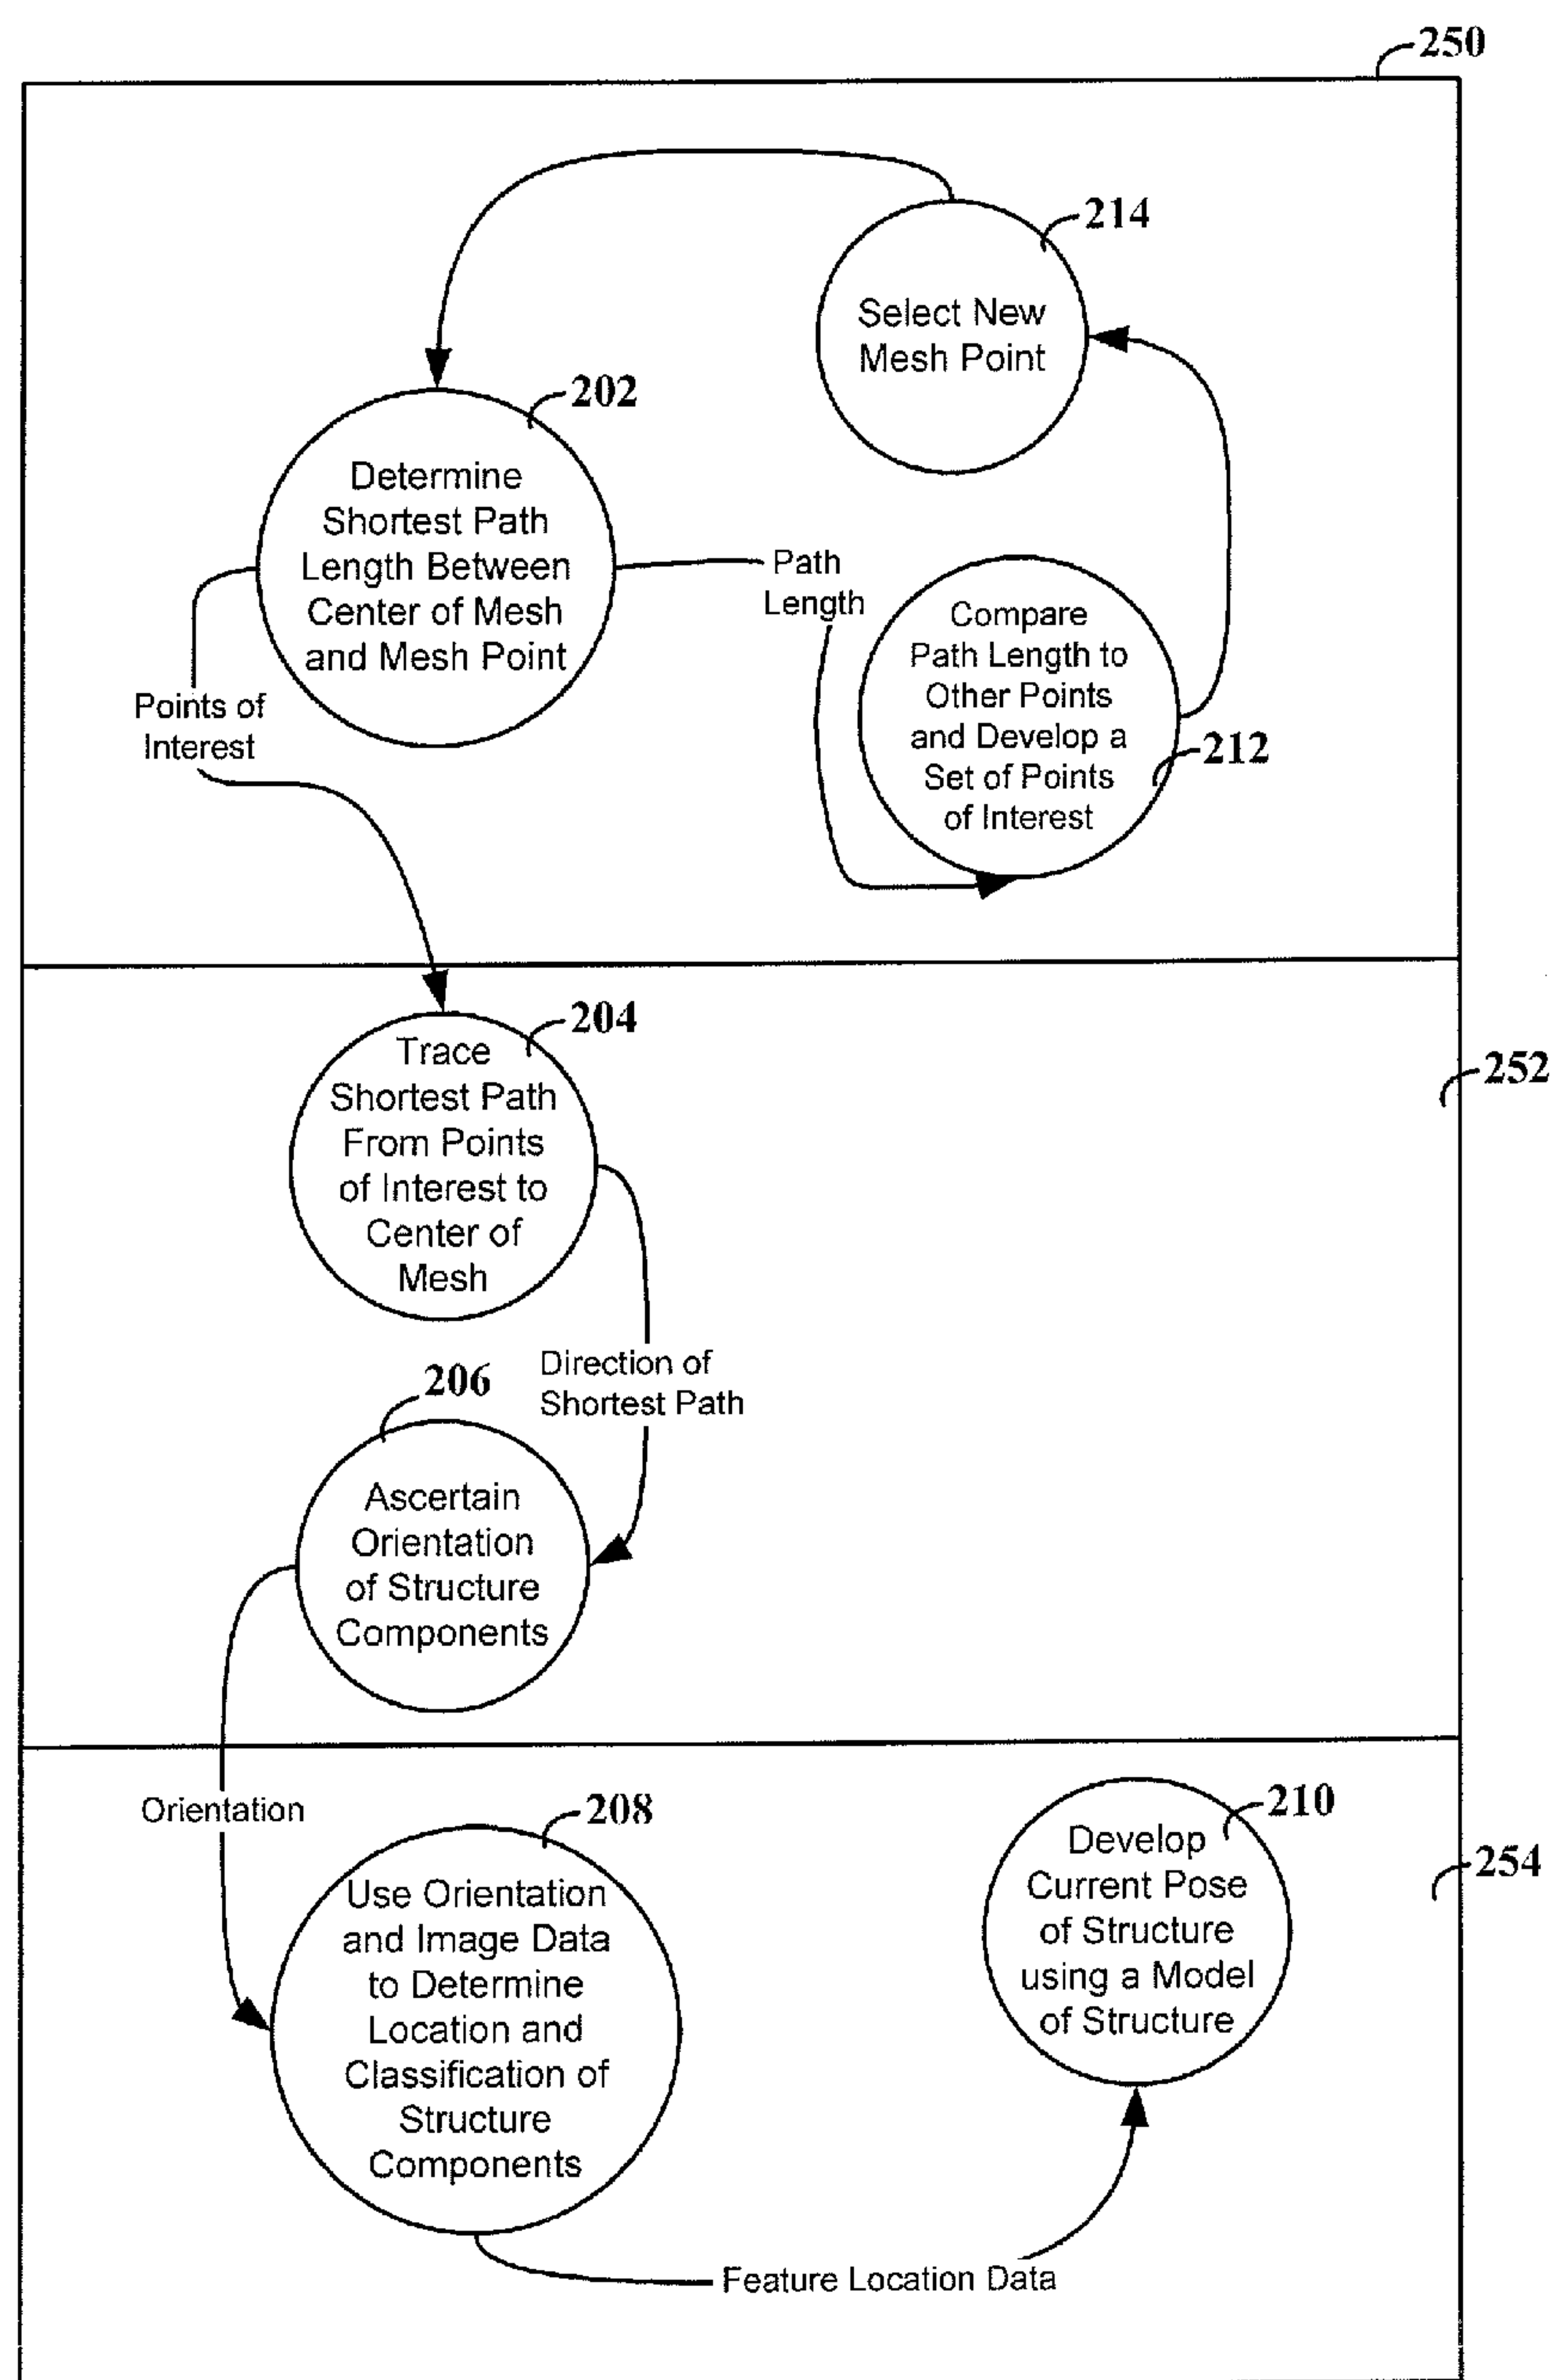 250
214
Select New
Mesh Point
202
Determine
Shortest Path
Length Between
Center of Mesh
and Mesh Point
Path
Length
Compare
Path Length to
Other Points
and Develop a
Set of Points
of Interest
212
Points of
Interest
204
Trace
Shortest Path
From Points
of Interest to
Center of
Mesh
252
Direction of
Shortest Path
206
Ascertain
Orientation
of Structure
Components
Orientation
208
Use Orientation
and Image Data
to Determine
Location and
Classification of
Structure
Components
210
Develop
Current Pose
of Structure
using a Model
of Structure
254
Feature Location Data